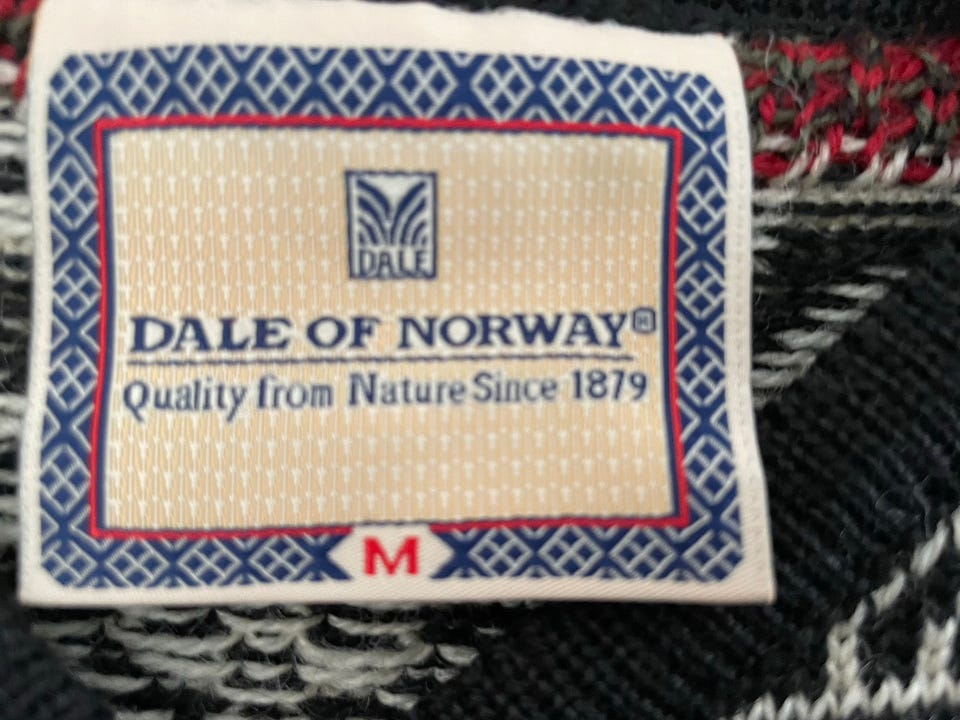 DALE
DALE OF NORWAY®
Quality from Nature Since 1879
M